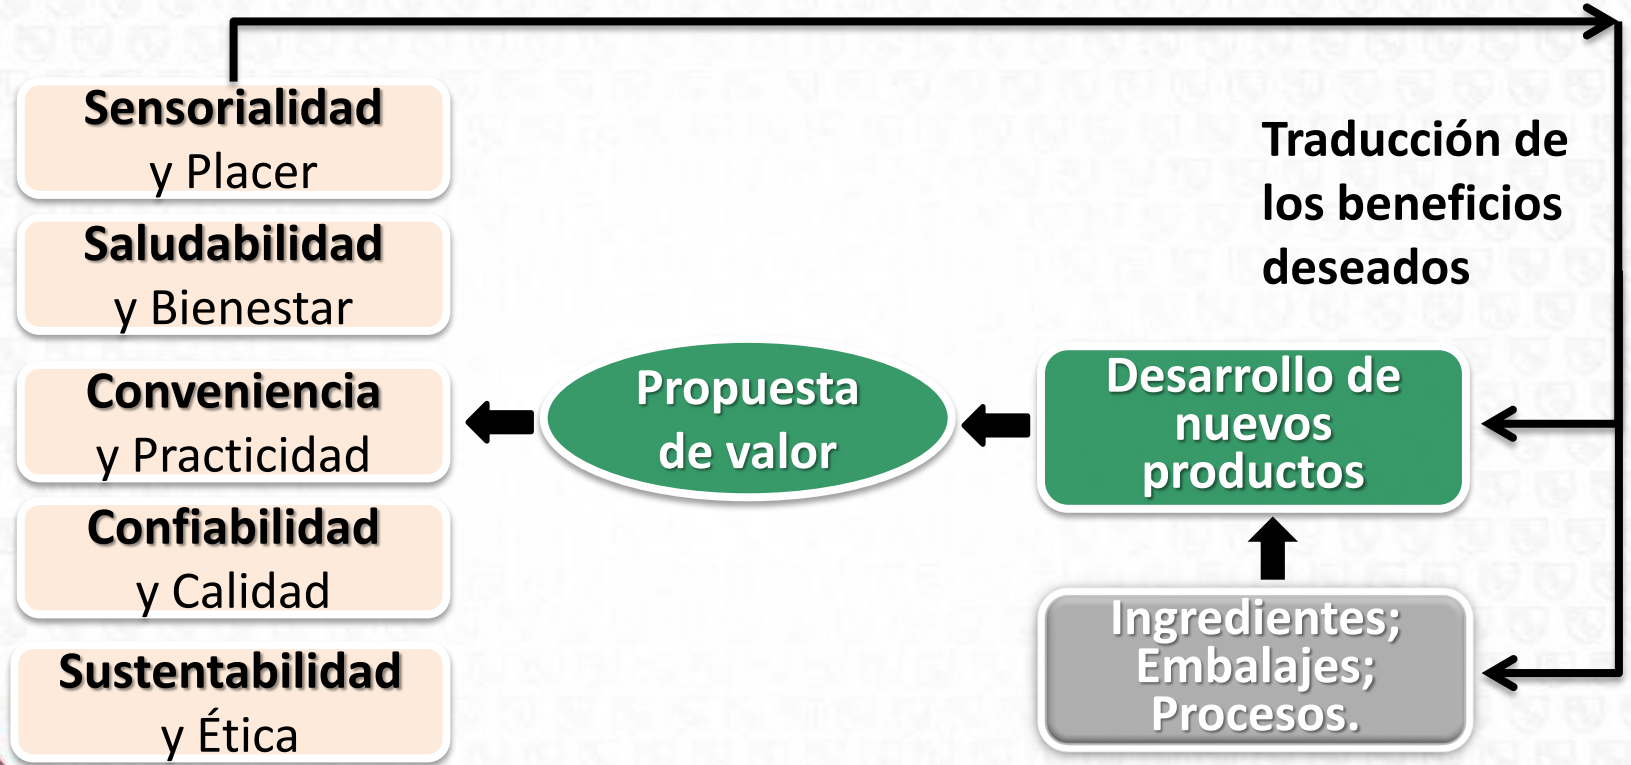 Sensorialidad
y Placer
Saludabilidad
y Bienestar
Conveniencia
y Practicidad
Confiabilidad
y Calidad
Sustentabilidad
y Ética
Propuesta
de valor
Traducción de
los beneficios
deseados
Desarrollo de
nuevos
productos
Ingredientes;
Embalajes;
Procesos.